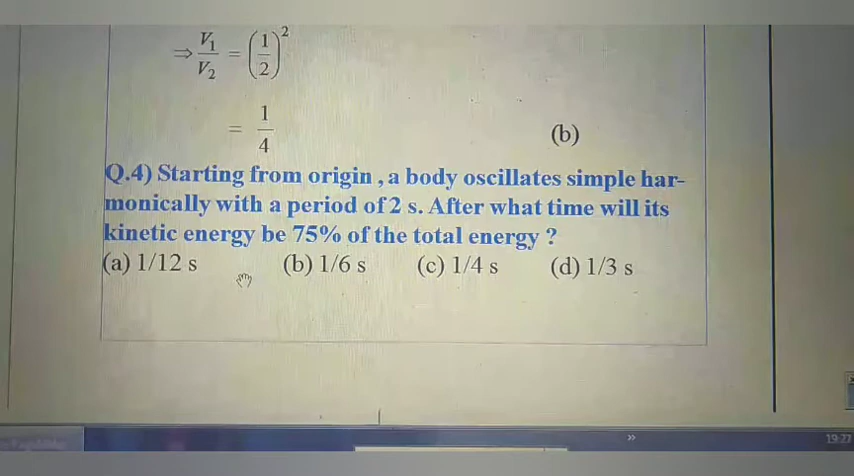 ⇒ V₁/V₂ = (1/2)²
= 1/4 (b)
Q.4) Starting from origin , a body oscillates simple har-
monically with a period of 2 s. After what time will its
kinetic energy be 75% of the total energy ?
(a) 1/12 s (b) 1/6 s (c) 1/4 s (d) 1/3 s
»
19:27